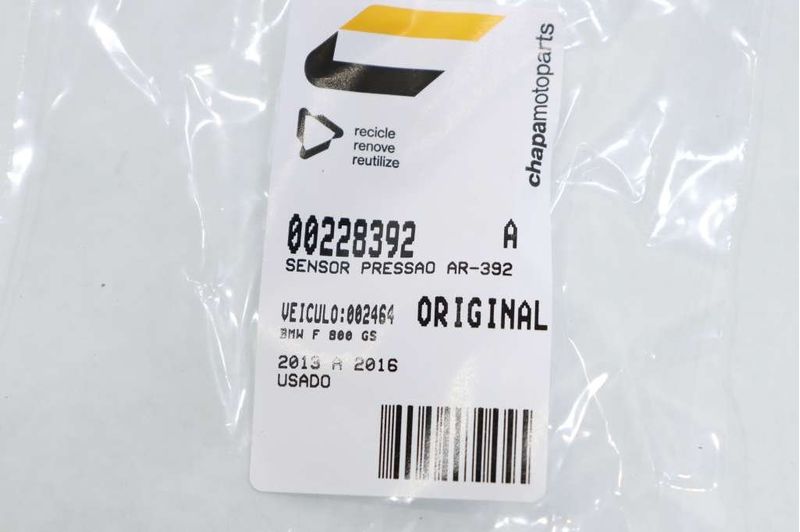 chapamotoparts
recicle
renove
reutilize
00228392 A
SENSOR PRESSAO AR-392
VEICULO:002464 ORIGINAL
BMW F 800 GS
2013 A 2016
USADO